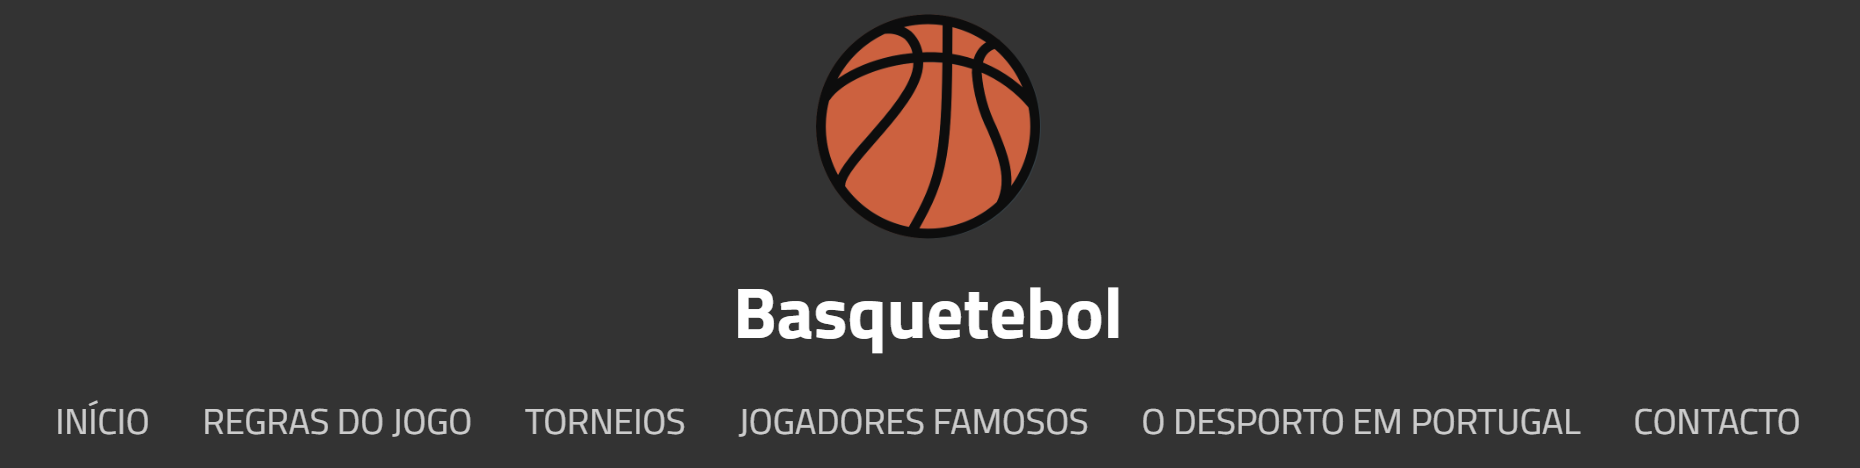 Basquetebol
INÍCIO REGRAS DO JOGO TORNEIOS JOGADORES FAMOSOS O DESPORTO EM PORTUGAL CONTACTO